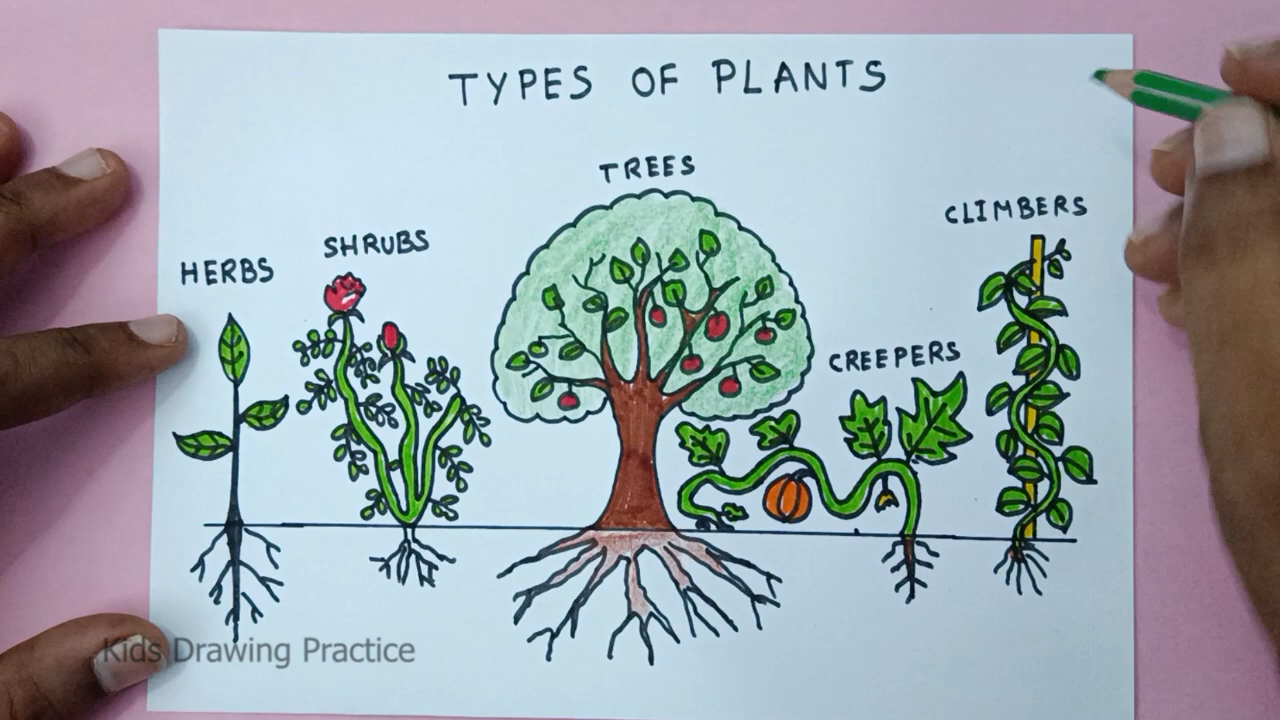 TYPES OF PLANTS
TREES
CLIMBERS
SHRUBS
HERBS
CREEPERS
Kids Drawing Practice